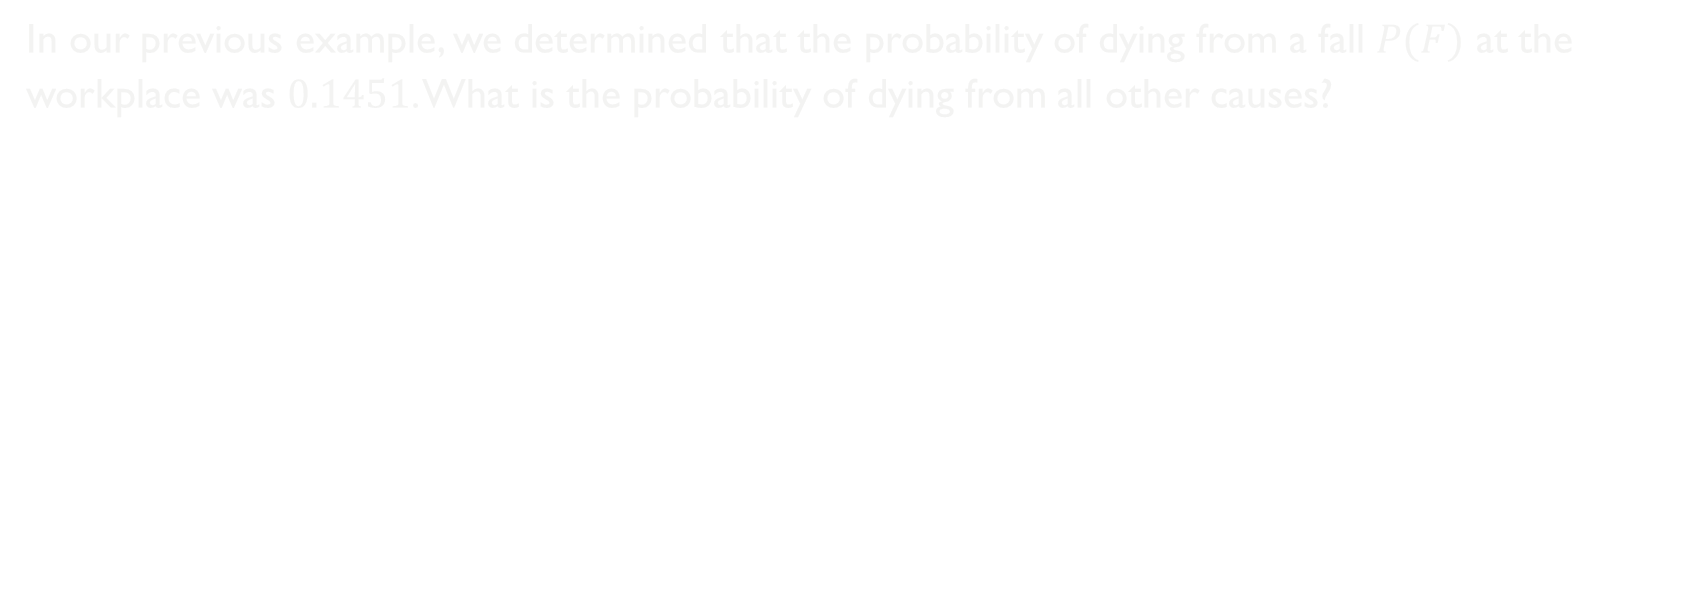 In our previous example, we determined that the probability of dying from a fall P(F) at the
workplace was 0.1451. What is the probability of dying from all other causes?